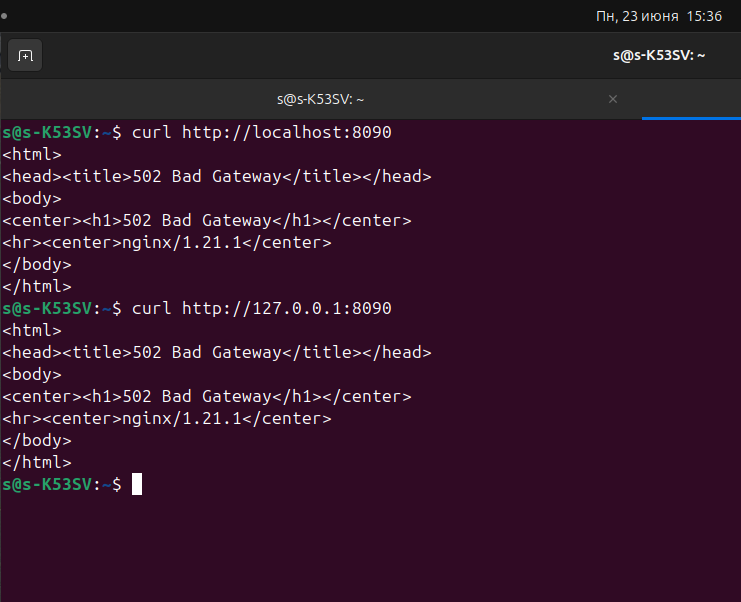 Пн, 23 июня 15:36
s@s-K53SV: ~
s@s-K53SV: ~
s@s-K53SV:~$ curl http://localhost:8090
<html>
<head><title>502 Bad Gateway</title></head>
<body>
<center><h1>502 Bad Gateway</h1></center>
<hr><center>nginx/1.21.1</center>
</body>
</html>
s@s-K53SV:~$ curl http://127.0.0.1:8090
<html>
<head><title>502 Bad Gateway</title></head>
<body>
<center><h1>502 Bad Gateway</h1></center>
<hr><center>nginx/1.21.1</center>
</body>
</html>
s@s-K53SV:~$